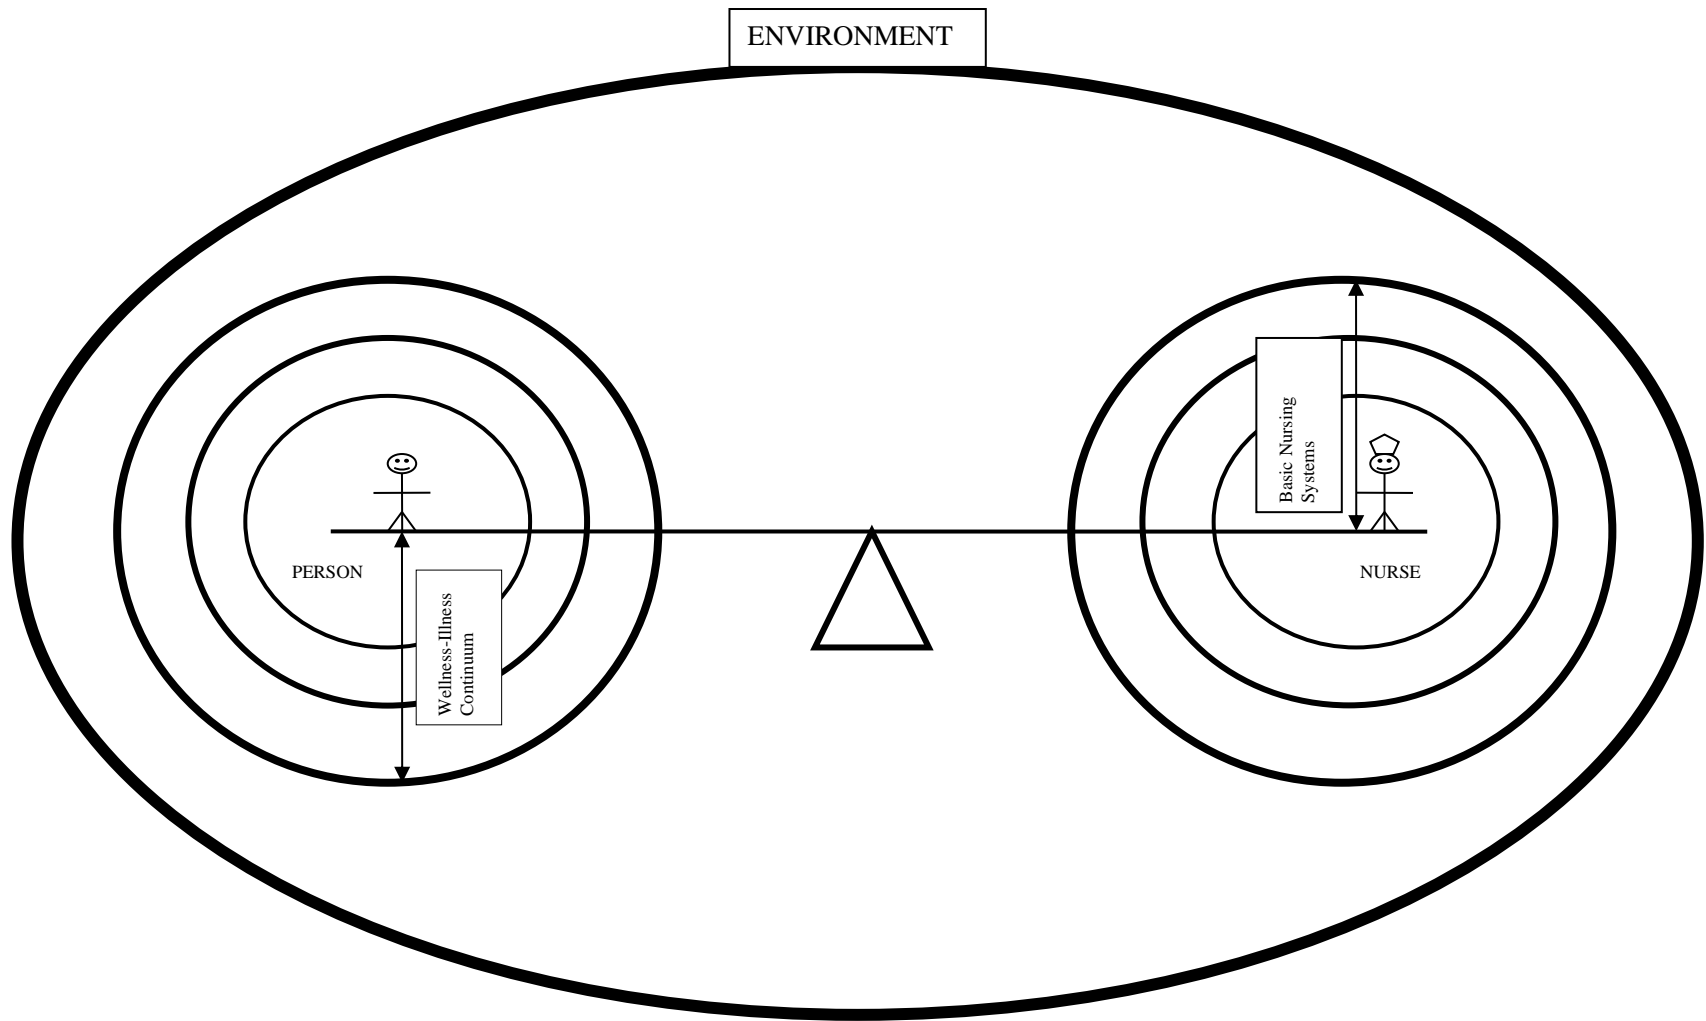 ENVIRONMENT
Basic Nursing
Systems
PERSON
NURSE
Wellness-Illness
Continuum